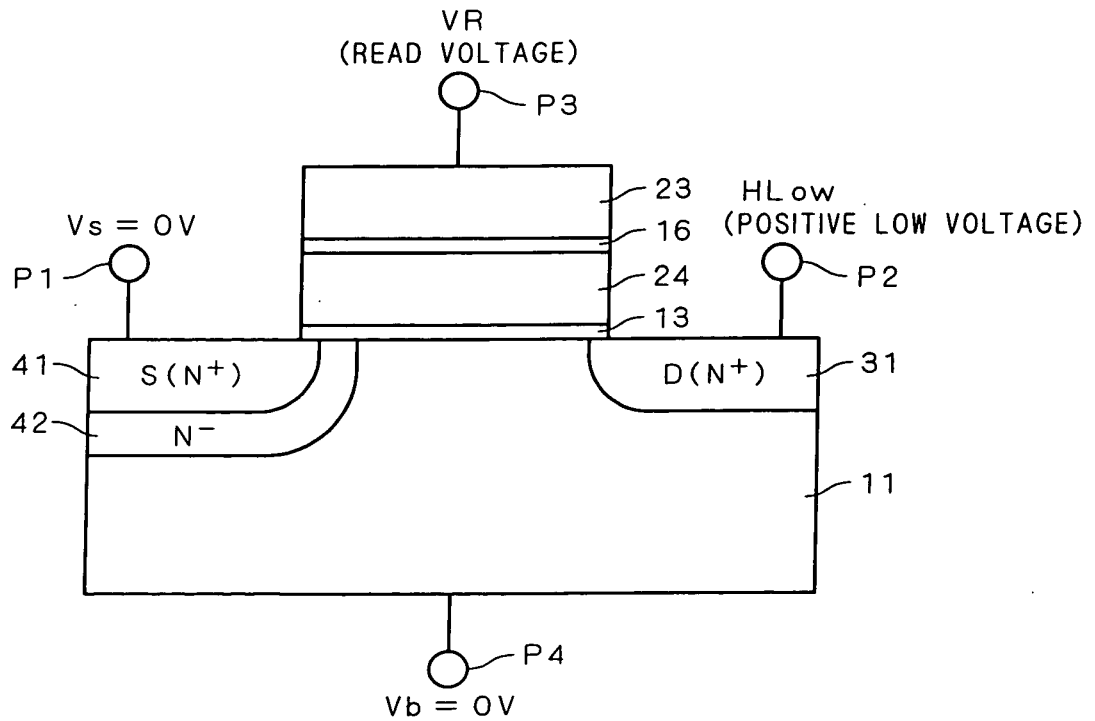 VR
(READ VOLTAGE)
P3
23
HLow
(POSITIVE LOW VOLTAGE)
Vs = 0V
16
P1
24
P2
13
41
S(N+)
D(N+)
31
42
N−
11
P4
Vb = 0V